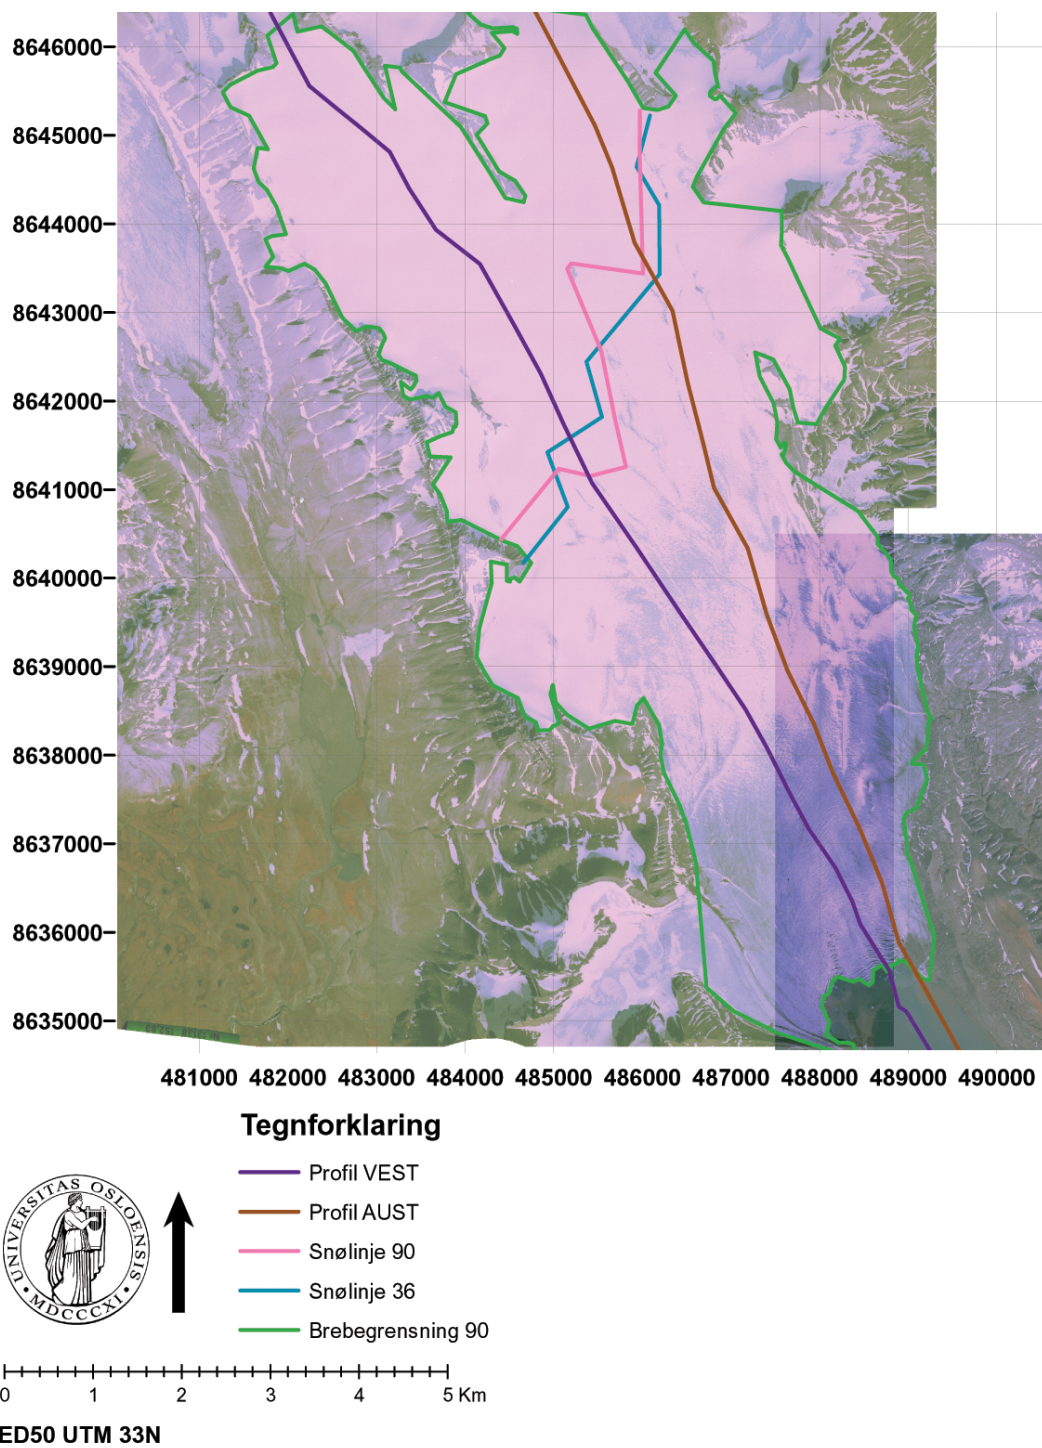 8646000
8645000
8644000
8643000
8642000
8641000
8640000
8639000
8638000
8637000
8636000
8635000
481000 482000 483000 484000 485000 486000 487000 488000 489000 490000
Tegnforklaring
Profil VEST
Profil AUST
Snølinje 90
Snølinje 36
Brebegrensning 90
UNIVERSITAS OSLOENSIS
MDCCCXI
0 1 2 3 4 5 Km
ED50 UTM 33N